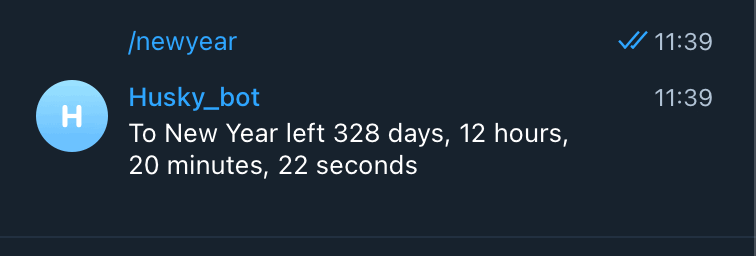 /newyear 11:39
H Husky_bot 11:39
To New Year left 328 days, 12 hours,
20 minutes, 22 seconds